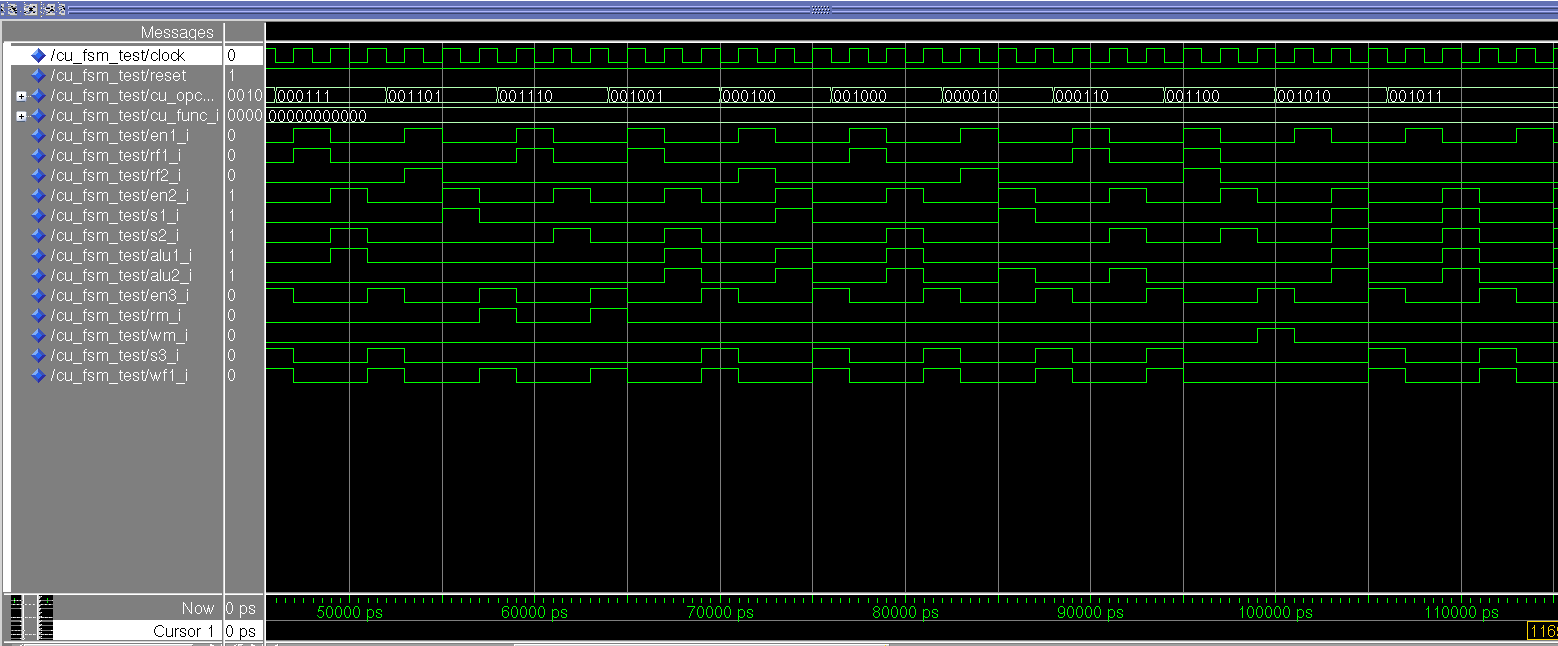 Messages
/cu_fsm_test/clock 0
/cu_fsm_test/reset 1
/cu_fsm_test/cu_opc... 0010 000111 001101 001110 001001 000100 001000 000010 000110 001100 001010 001011
/cu_fsm_test/cu_func_i 0000 00000000000
/cu_fsm_test/en1_i 0
/cu_fsm_test/rf1_i 0
/cu_fsm_test/rf2_i 0
/cu_fsm_test/en2_i 1
/cu_fsm_test/s1_i 1
/cu_fsm_test/s2_i 1
/cu_fsm_test/alu1_i 1
/cu_fsm_test/alu2_i 1
/cu_fsm_test/en3_i 0
/cu_fsm_test/rm_i 0
/cu_fsm_test/wm_i 0
/cu_fsm_test/s3_i 0
/cu_fsm_test/wf1_i 0
Now 0 ps 50000 ps 60000 ps 70000 ps 80000 ps 90000 ps 100000 ps 110000 ps
Cursor 1 0 ps